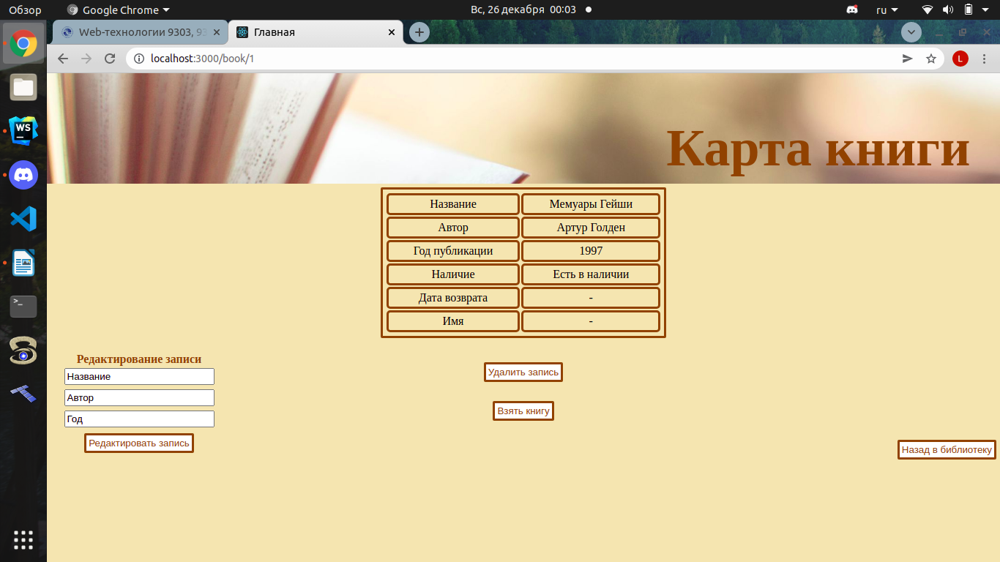 Обзор Google Chrome Вс, 26 декабря 00:03 ru
Web-технологии 9303, 93 Главная
localhost:3000/book/1 L
WS
Карта книги
Название Мемуары Гейши
Автор Артур Голден
Год публикации 1997
Наличие Есть в наличии
Дата возврата -
Имя -
Редактирование записи
Название
Автор
Год
Редактировать запись
Удалить запись
Взять книгу
Назад в библиотеку